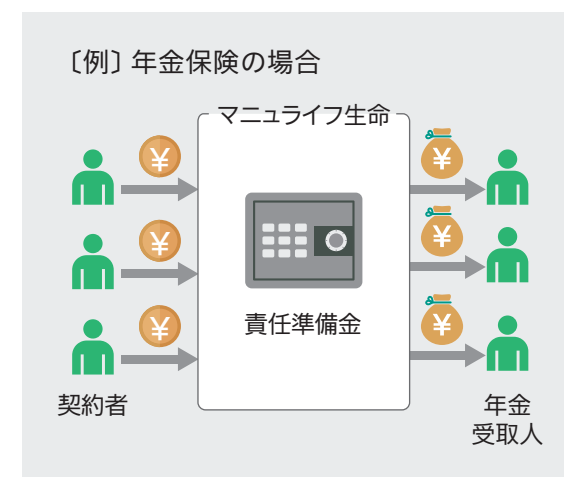 〔例〕年金保険の場合
マニュライフ生命
¥ ¥
¥ ¥
¥ ¥
責任準備金
契約者
年金
受取人